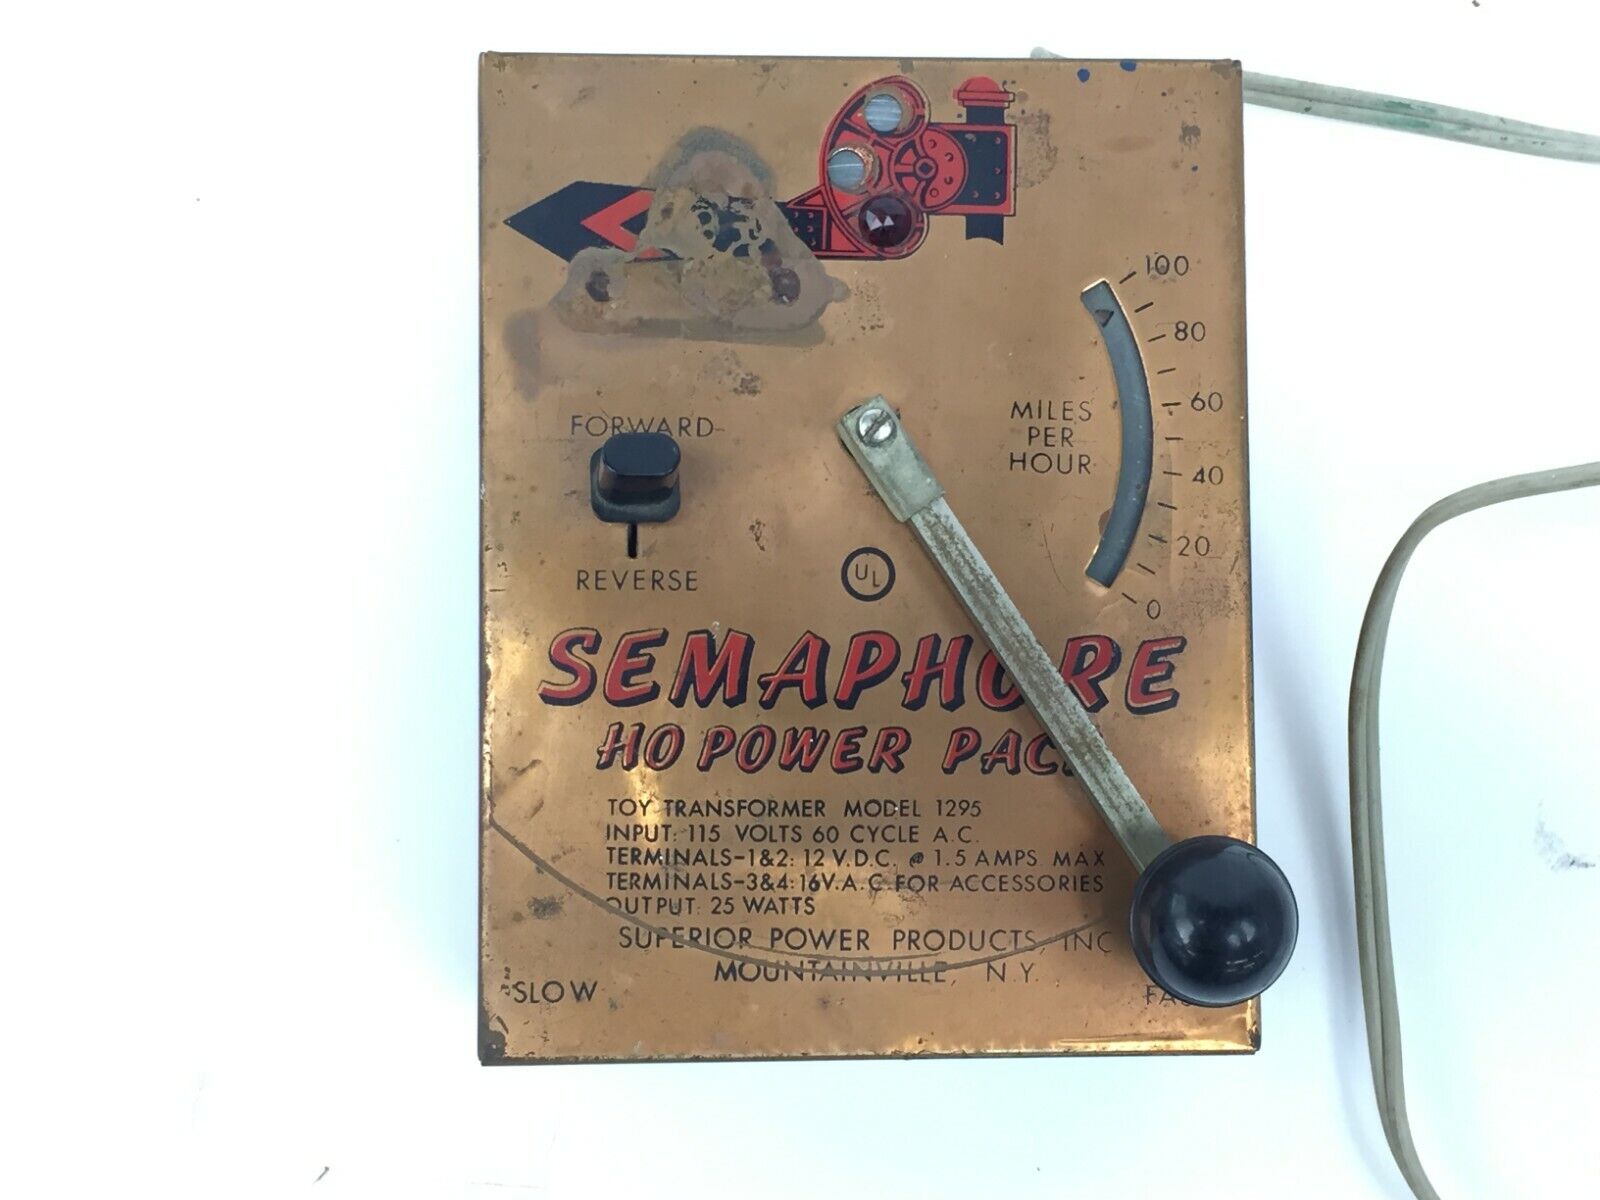 100
80
60
40
20
0
MILES
PER
HOUR
FORWARD
REVERSE
UL
SEMAPHORE
HO POWER
TOY TRANSFORMER MODEL 1295
INPUT: 115 VOLTS 60 CYCLE A.C.
TERMINALS-1&2: 12 V.D.C. @ 1.5 AMPS MAX
TERMINALS-3&4: 16V.A.C. FOR ACCESSORIES
OUTPUT: 25 WATTS
SUPERIOR POWER PRODUCTS, INC
MOUNTAINVILLE, N.Y.
SLOW